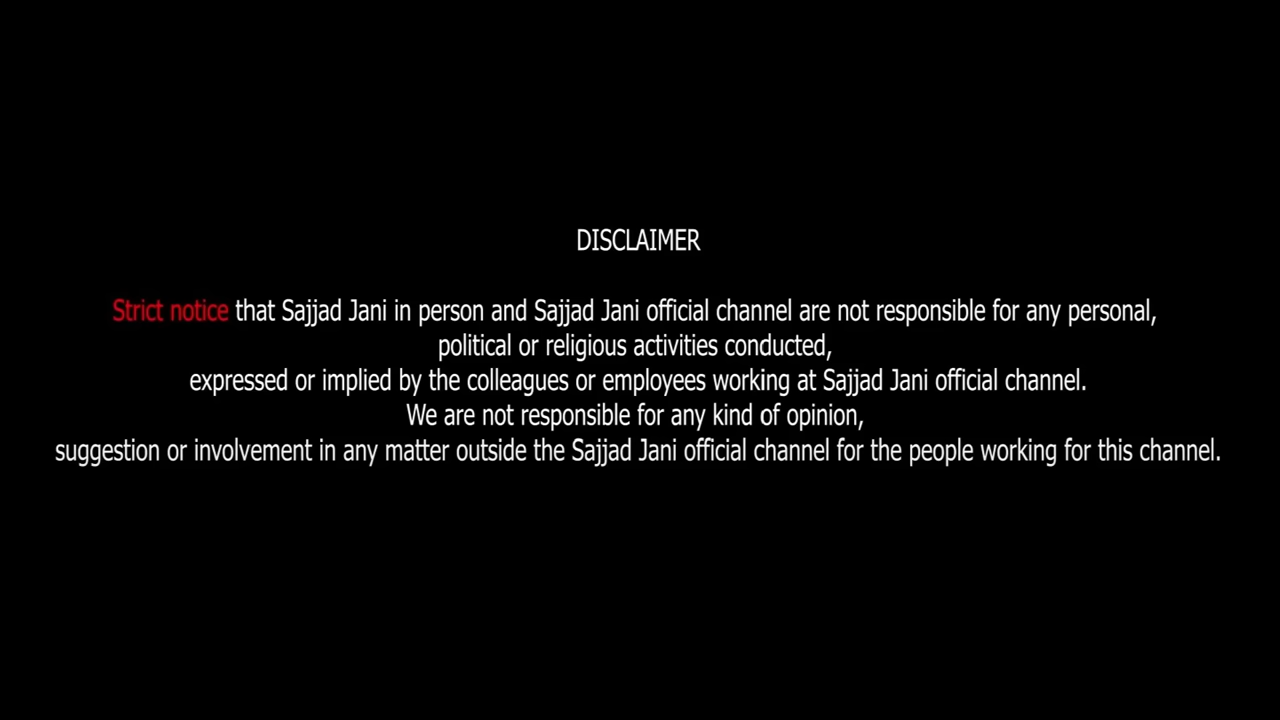 DISCLAIMER
Strict notice that Sajjad Jani in person and Sajjad Jani official channel are not responsible for any personal,
political or religious activities conducted,
expressed or implied by the colleagues or employees working at Sajjad Jani official channel.
We are not responsible for any kind of opinion,
suggestion or involvement in any matter outside the Sajjad Jani official channel for the people working for this channel.